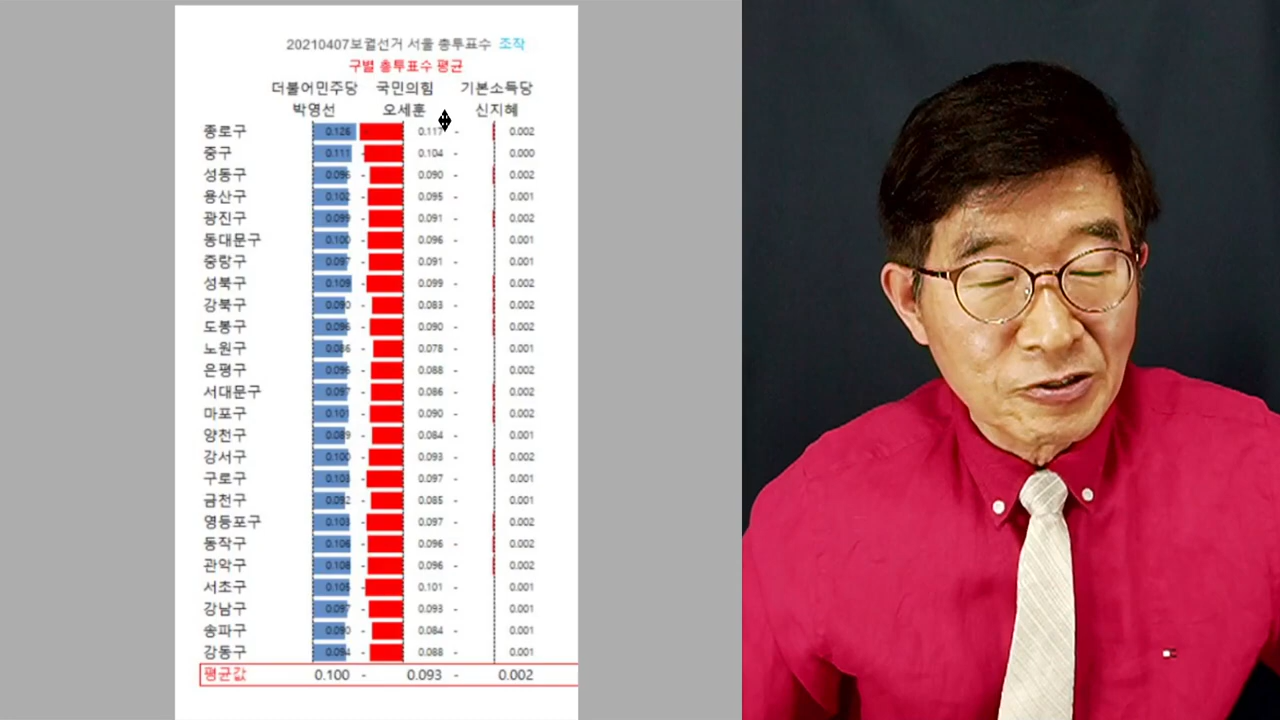 20210407보궐선거 서울 총투표수 조작
구별 총투표수 평균
더불어민주당 국민의힘 기본소득당
박영선 오세훈 신지혜
종로구 0.126 - 0.117 - 0.002
중구 0.111 - 0.104 - 0.000
성동구 0.096 - 0.090 - 0.002
용산구 0.102 - 0.095 - 0.001
광진구 0.099 - 0.091 - 0.002
동대문구 0.100 - 0.096 - 0.001
중랑구 0.097 - 0.091 - 0.001
성북구 0.109 - 0.099 - 0.002
강북구 0.090 - 0.083 - 0.002
도봉구 0.096 - 0.090 - 0.002
노원구 0.086 - 0.078 - 0.001
은평구 0.096 - 0.088 - 0.002
서대문구 0.097 - 0.086 - 0.002
마포구 0.101 - 0.090 - 0.002
양천구 0.089 - 0.084 - 0.001
강서구 0.100 - 0.093 - 0.002
구로구 0.103 - 0.097 - 0.001
금천구 0.092 - 0.085 - 0.001
영등포구 0.103 - 0.097 - 0.002
동작구 0.106 - 0.096 - 0.002
관악구 0.108 - 0.096 - 0.002
서초구 0.105 - 0.101 - 0.001
강남구 0.097 - 0.093 - 0.001
송파구 0.090 - 0.084 - 0.001
강동구 0.094 - 0.088 - 0.001
평균값 0.100 - 0.093 - 0.002